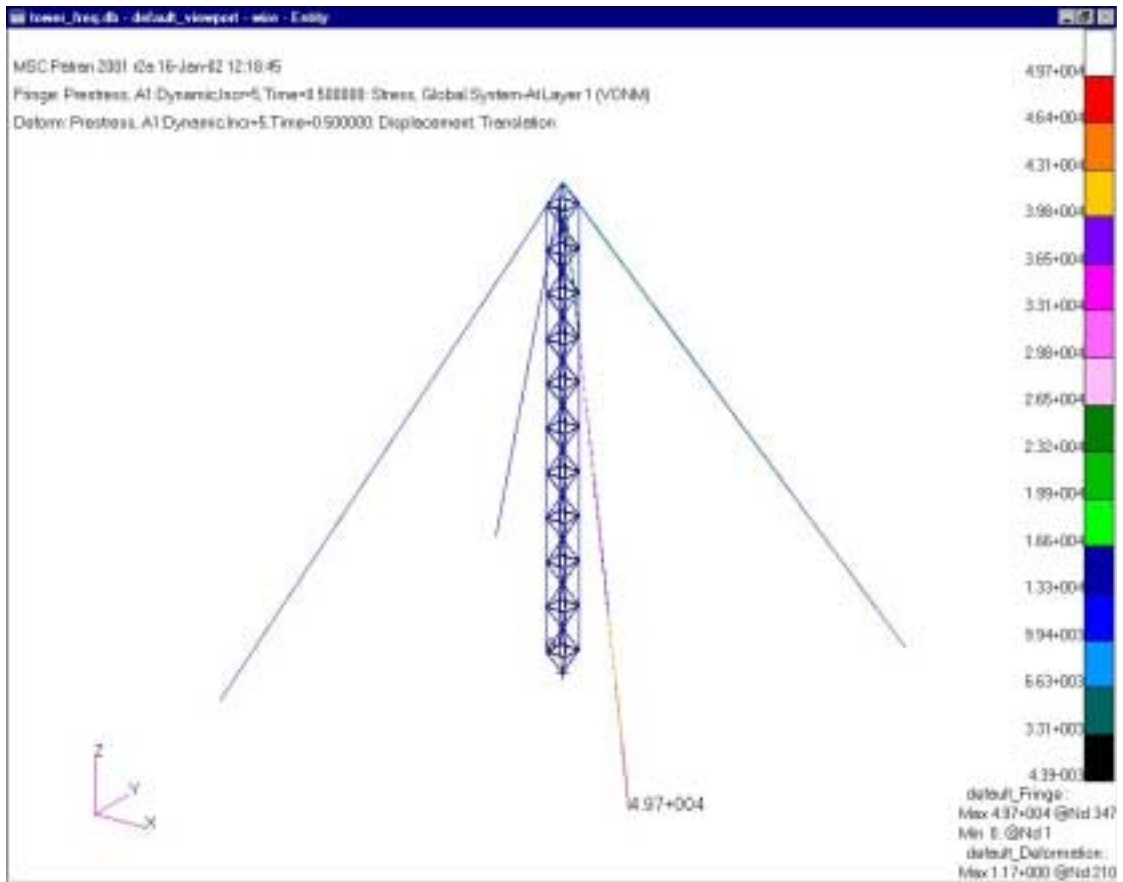 tower_freq.db - default_viewport - wire - Entity
MSC Patran 2001 r2a 16-Jan-02 12:18:45
Fringe: Prestress, A1:Dynamic,Incr=5,Time=0.500000: Stress, Global System-At Layer 1 (VONM)
Deform: Prestress, A1:Dynamic,Incr=5,Time=0.500000: Displacement, Translation
4.97+004
4.64+004
4.31+004
3.98+004
3.65+004
3.31+004
2.98+004
2.65+004
2.32+004
1.99+004
1.66+004
1.33+004
9.94+003
6.63+003
3.31+003
4.39-003
Z
Y
X
4.97+004
default_Fringe :
Max 4.97+004 @Nd 347
Min 0. @Nd 1
default_Deformation :
Max 1.17+000 @Nd 210